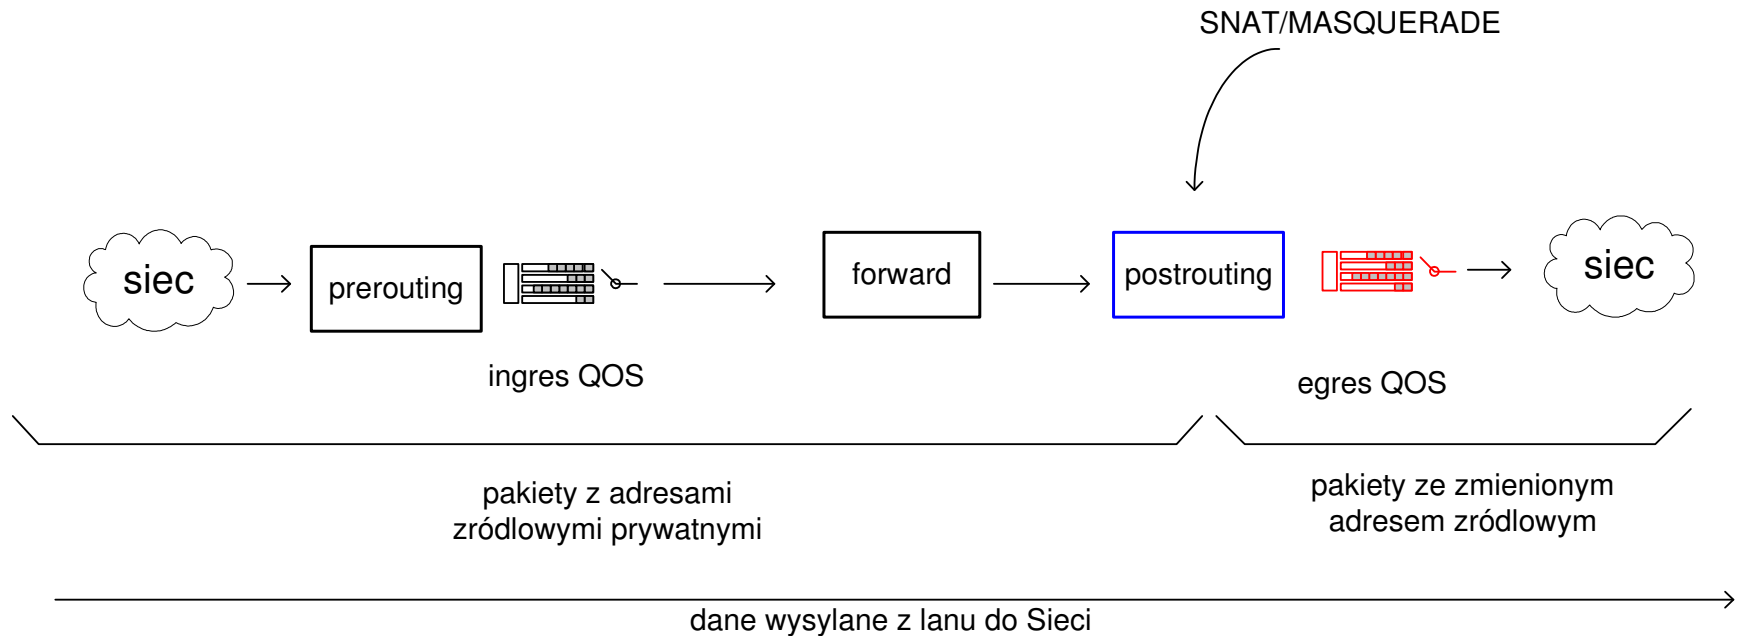 SNAT/MASQUERADE
siec
prerouting
forward
postrouting
siec
ingres QOS
egres QOS
pakiety z adresami
zródlowymi prywatnymi
pakiety ze zmienionym
adresem zródlowym
dane wysylane z lanu do Sieci